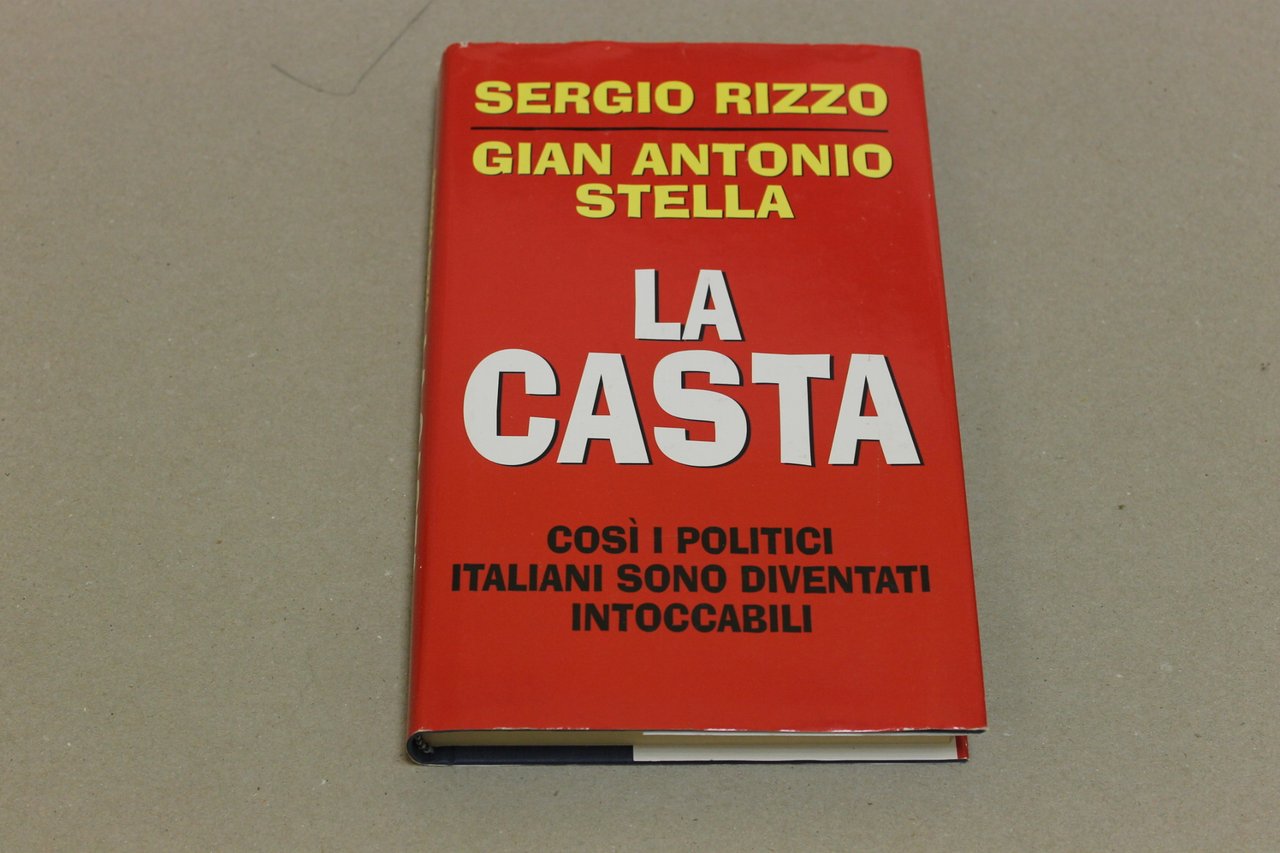 SERGIO RIZZO
GIAN ANTONIO
STELLA
LA
CASTA
COSÌ I POLITICI
ITALIANI SONO DIVENTATI
INTOCCABILI